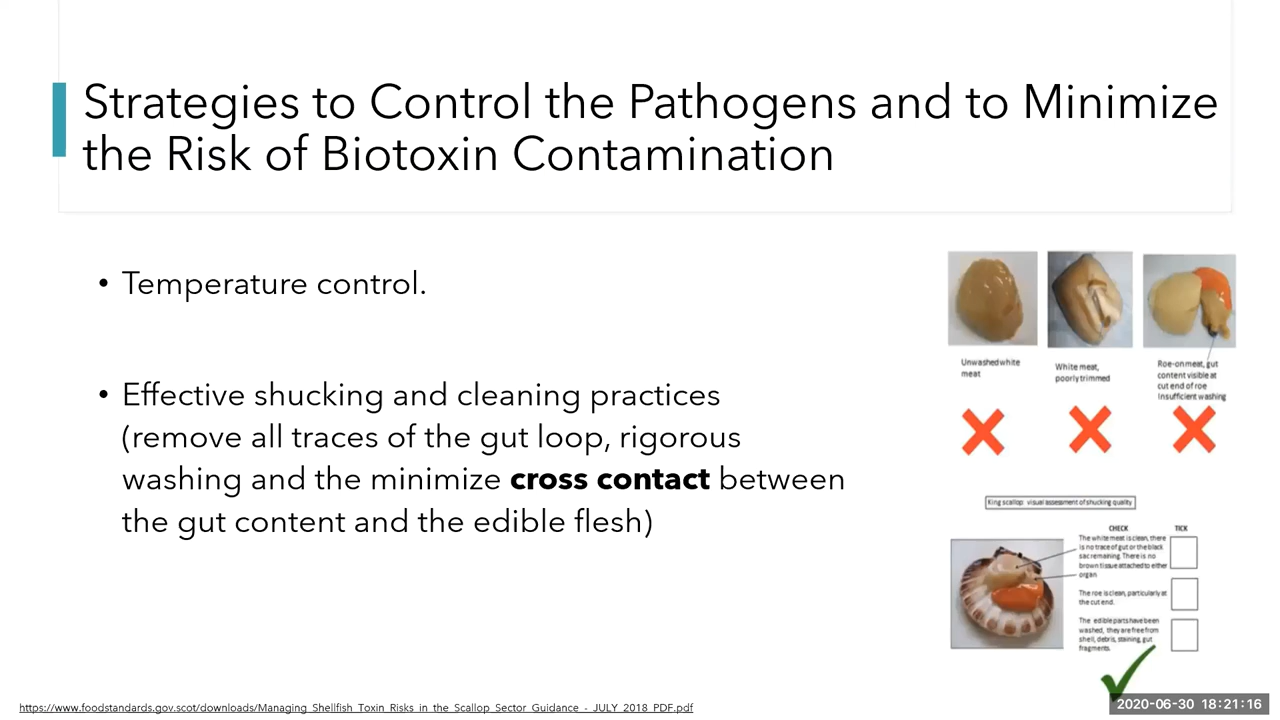 Strategies to Control the Pathogens and to Minimize
the Risk of Biotoxin Contamination
• Temperature control.
• Effective shucking and cleaning practices
(remove all traces of the gut loop, rigorous
washing and the minimize cross contact between
the gut content and the edible flesh)
Unwashed white
meat
White meat,
poorly trimmed
Roe-on meat, gut
content visible at
cut end of roe
Insufficient washing
King scallop: visual assessment of shucking quality
CHECK TICK
The white meat is clean, there
is no trace of gut or the black
sac remaining. There is no
brown tissue attached to either
organ
The roe is clean, particularly at
the cut end.
The edible parts have been
washed, they are free from
shell, debris, staining, gut
fragments.
https://www.foodstandards.gov.scot/downloads/Managing_Shellfish_Toxin_Risks_in_the_Scallop_Sector_Guidance_-_JULY_2018_PDF.pdf
2020-06-30 18:21:16